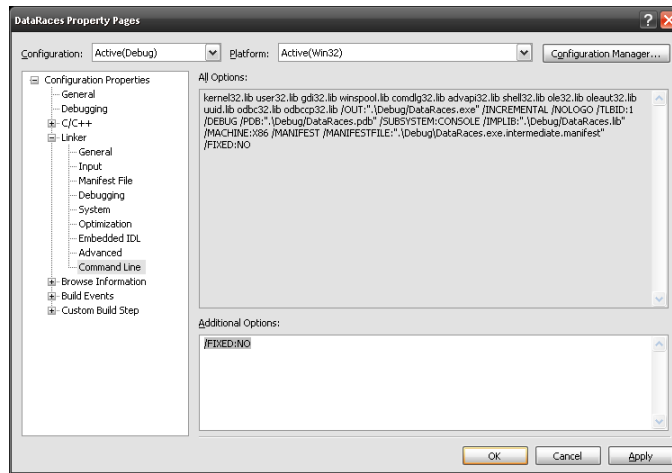 DataRaces Property Pages
Configuration: Active(Debug) Platform: Active(Win32) Configuration Manager...
Configuration Properties
General
Debugging
C/C++
Linker
General
Input
Manifest File
Debugging
System
Optimization
Embedded IDL
Advanced
Command Line
Browse Information
Build Events
Custom Build Step
All Options:
kernel32.lib user32.lib gdi32.lib winspool.lib comdlg32.lib advapi32.lib shell32.lib ole32.lib oleaut32.lib
uuid.lib odbc32.lib odbccp32.lib /OUT:".\Debug/DataRaces.exe" /INCREMENTAL /NOLOGO /TLBID:1
/DEBUG /PDB:".\Debug/DataRaces.pdb" /SUBSYSTEM:CONSOLE /IMPLIB:".\Debug/DataRaces.lib"
/MACHINE:X86 /MANIFEST /MANIFESTFILE:".\Debug\DataRaces.exe.intermediate.manifest"
/FIXED:NO
Additional Options:
/FIXED:NO
OK Cancel Apply